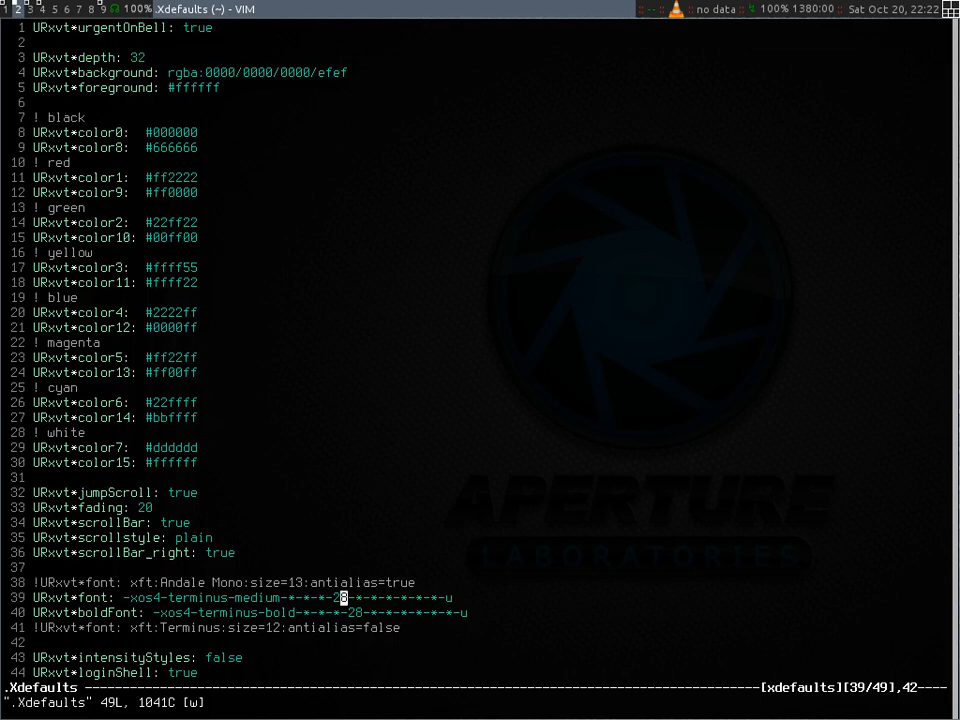 1 2 3 4 5 6 7 8 9 100% .Xdefaults (~) - VIM :: -- :: :: no data :: 100% 1380:00 :: Sat Oct 20, 22:22
1 URxvt*urgentOnBell: true
2
3 URxvt*depth: 32
4 URxvt*background: rgba:0000/0000/0000/efef
5 URxvt*foreground: #ffffff
6
7 ! black
8 URxvt*color0: #000000
9 URxvt*color8: #666666
10 ! red
11 URxvt*color1: #ff2222
12 URxvt*color9: #ff0000
13 ! green
14 URxvt*color2: #22ff22
15 URxvt*color10: #00ff00
16 ! yellow
17 URxvt*color3: #ffff55
18 URxvt*color11: #ffff22
19 ! blue
20 URxvt*color4: #2222ff
21 URxvt*color12: #0000ff
22 ! magenta
23 URxvt*color5: #ff22ff
24 URxvt*color13: #ff00ff
25 ! cyan
26 URxvt*color6: #22ffff
27 URxvt*color14: #bbffff
28 ! white
29 URxvt*color7: #dddddd
30 URxvt*color15: #ffffff
31
32 URxvt*jumpScroll: true
33 URxvt*fading: 20
34 URxvt*scrollBar: true
35 URxvt*scrollstyle: plain
36 URxvt*scrollBar_right: true
37
38 !URxvt*font: xft:Andale Mono:size=13:antialias=true
39 URxvt*font: -xos4-terminus-medium-*-*-*-28-*-*-*-*-*-*-u
40 URxvt*boldFont: -xos4-terminus-bold-*-*-*-28-*-*-*-*-*-*-u
41 !URxvt*font: xft:Terminus:size=12:antialias=false
42
43 URxvt*intensityStyles: false
44 URxvt*loginShell: true
APERTURE
LABORATORIES
.Xdefaults ------------------------------------------------------------------------------------------[xdefaults][39/49],42----
".Xdefaults" 49L, 1041C [w]